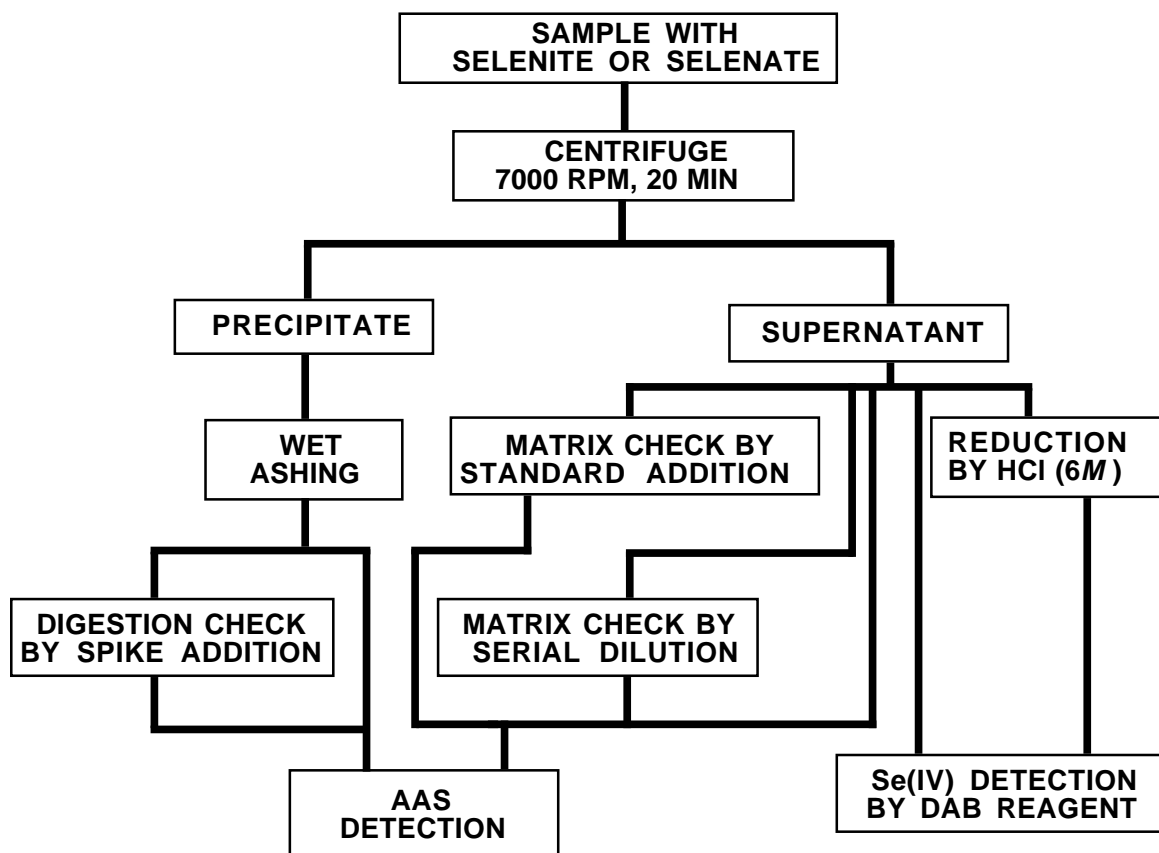 SAMPLE WITH
SELENITE OR SELENATE
CENTRIFUGE
7000 RPM, 20 MIN
PRECIPITATE
SUPERNATANT
WET
ASHING
MATRIX CHECK BY
STANDARD ADDITION
REDUCTION
BY HCl (6M)
DIGESTION CHECK
BY SPIKE ADDITION
MATRIX CHECK BY
SERIAL DILUTION
AAS
DETECTION
Se(IV) DETECTION
BY DAB REAGENT